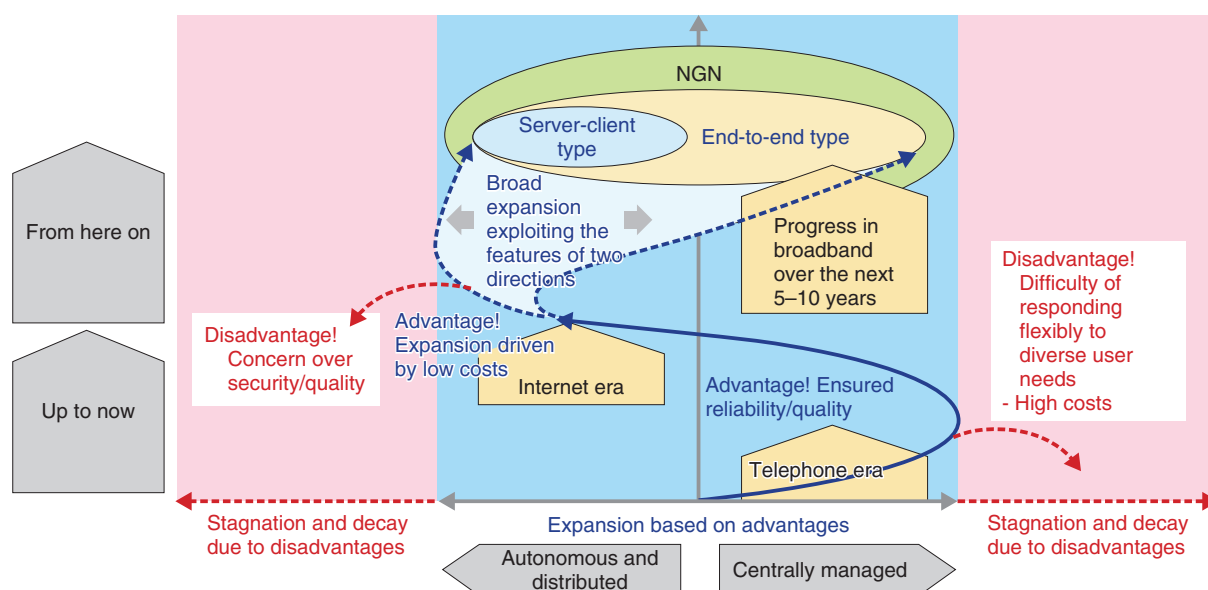 NGN
Server-client
type
End-to-end type
Broad
expansion
exploiting the
features of two
directions
From here on
Progress in
broadband
over the next
5–10 years
Disadvantage!
Difficulty of
responding
flexibly to
diverse user
needs
- High costs
Disadvantage!
Concern over
security/quality
Advantage!
Expansion driven
by low costs
Internet era
Advantage! Ensured
reliability/quality
Up to now
Telephone era
Stagnation and decay
due to disadvantages
Expansion based on advantages
Stagnation and decay
due to disadvantages
Autonomous and
distributed
Centrally managed